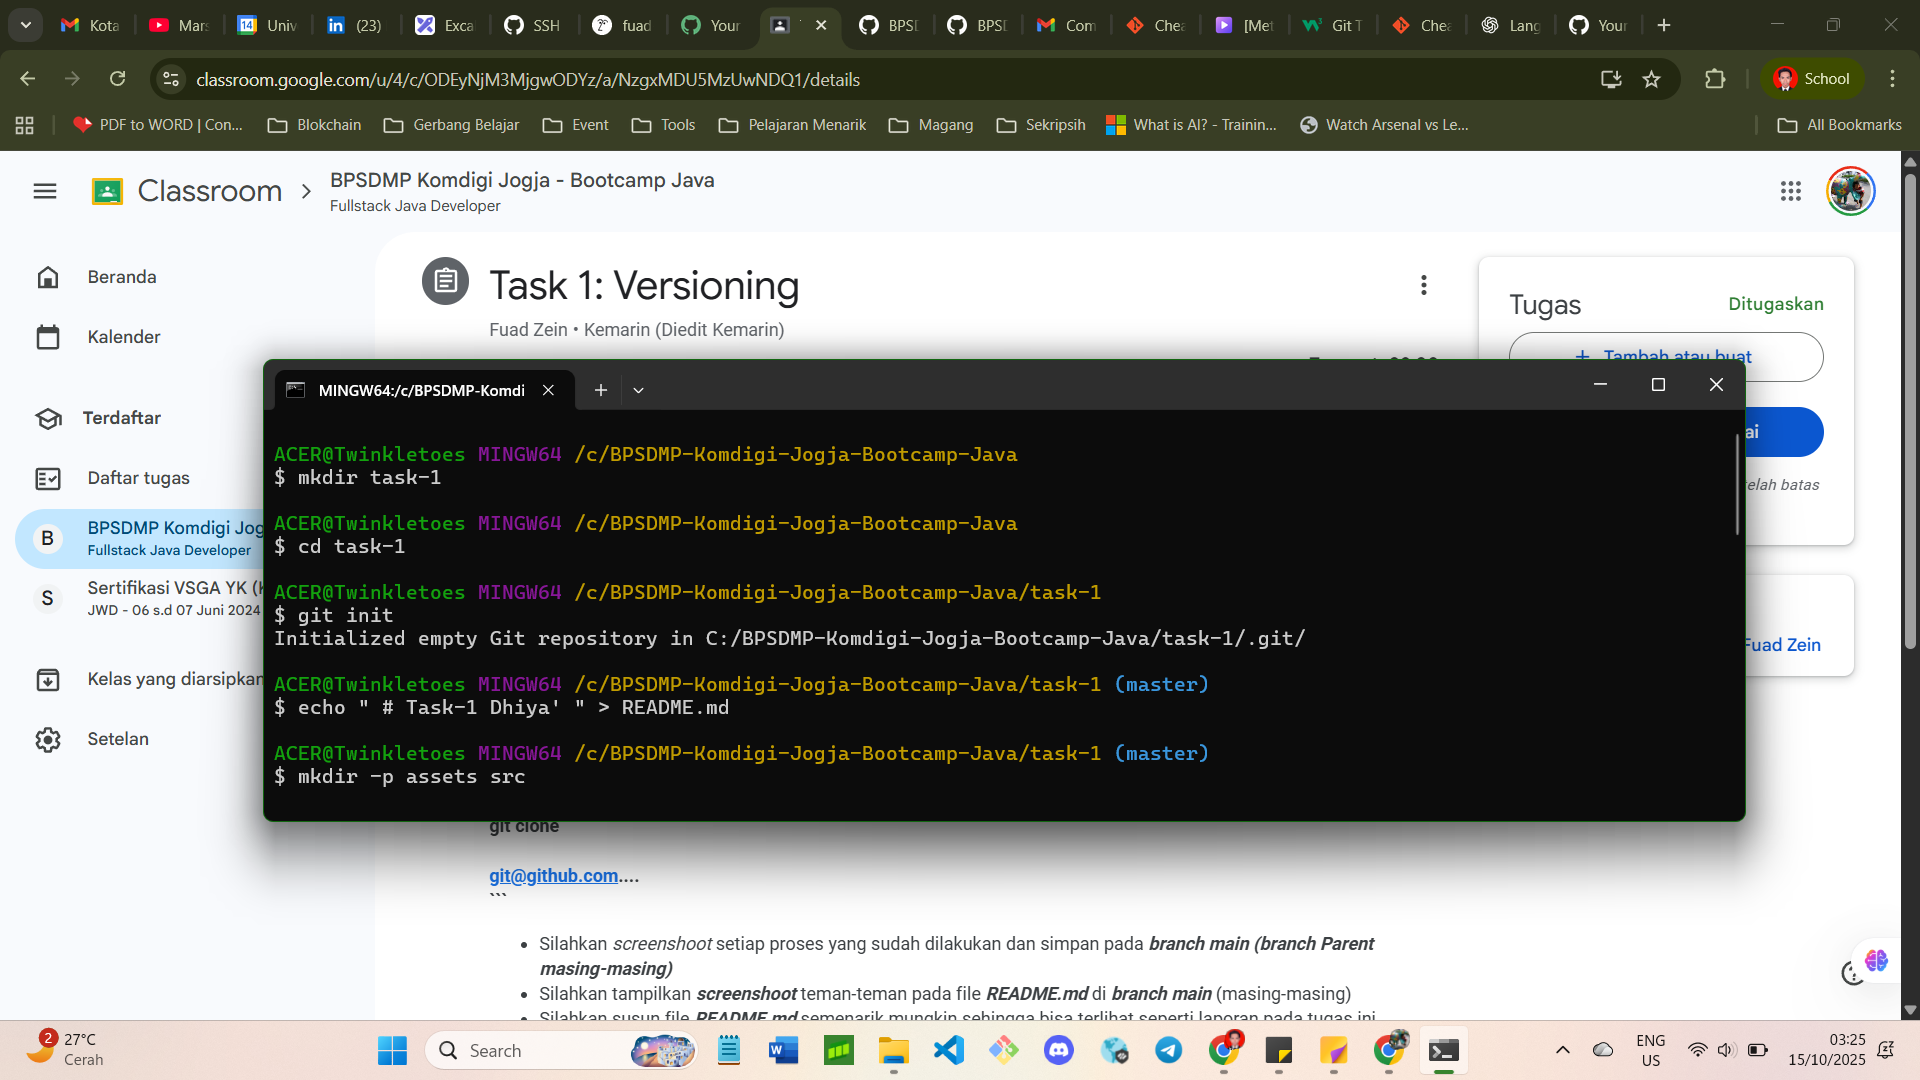 Kota
Mars
14
Univ
(23)
Exca
SSH
fuad
Your
BPSD
BPSD
Com
Chea
[Met
Git T
Chea
Lang
Your
classroom.google.com/u/4/c/ODEyNjM3MjgwODYz/a/NzgxMDU5MzUwNDQ1/details
School
PDF to WORD | Con...
Blokchain
Gerbang Belajar
Event
Tools
Pelajaran Menarik
Magang
Sekripsih
What is AI? - Trainin...
Watch Arsenal vs Le...
All Bookmarks
Classroom
BPSDMP Komdigi Jogja - Bootcamp Java
Fullstack Java Developer
Beranda
Kalender
Terdaftar
Daftar tugas
B
BPSDMP Komdigi Jog
Fullstack Java Developer
S
Sertifikasi VSGA YK (K
JWD - 06 s.d 07 Juni 2024
Kelas yang diarsipkan
Setelan
Task 1: Versioning
Fuad Zein • Kemarin (Diedit Kemarin)
Tugas
Ditugaskan
+ Tambah atau buat
ai
elah batas
Fuad Zein
MINGW64:/c/BPSDMP-Komdi
ACER@Twinkletoes MINGW64 /c/BPSDMP-Komdigi-Jogja-Bootcamp-Java
$ mkdir task-1
ACER@Twinkletoes MINGW64 /c/BPSDMP-Komdigi-Jogja-Bootcamp-Java
$ cd task-1
ACER@Twinkletoes MINGW64 /c/BPSDMP-Komdigi-Jogja-Bootcamp-Java/task-1
$ git init
Initialized empty Git repository in C:/BPSDMP-Komdigi-Jogja-Bootcamp-Java/task-1/.git/
ACER@Twinkletoes MINGW64 /c/BPSDMP-Komdigi-Jogja-Bootcamp-Java/task-1 (master)
$ echo " # Task-1 Dhiya' " > README.md
ACER@Twinkletoes MINGW64 /c/BPSDMP-Komdigi-Jogja-Bootcamp-Java/task-1 (master)
$ mkdir -p assets src
git clone
git@github.com....
```
• Silahkan screenshoot setiap proses yang sudah dilakukan dan simpan pada branch main (branch Parent
masing-masing)
• Silahkan tampilkan screenshoot teman-teman pada file README.md di branch main (masing-masing)
• Silahkan susun file README.md semenarik mungkin sehingga bisa terlihat seperti laporan pada tugas ini
2
27°C
Cerah
Search
ENG
US
03:25
15/10/2025